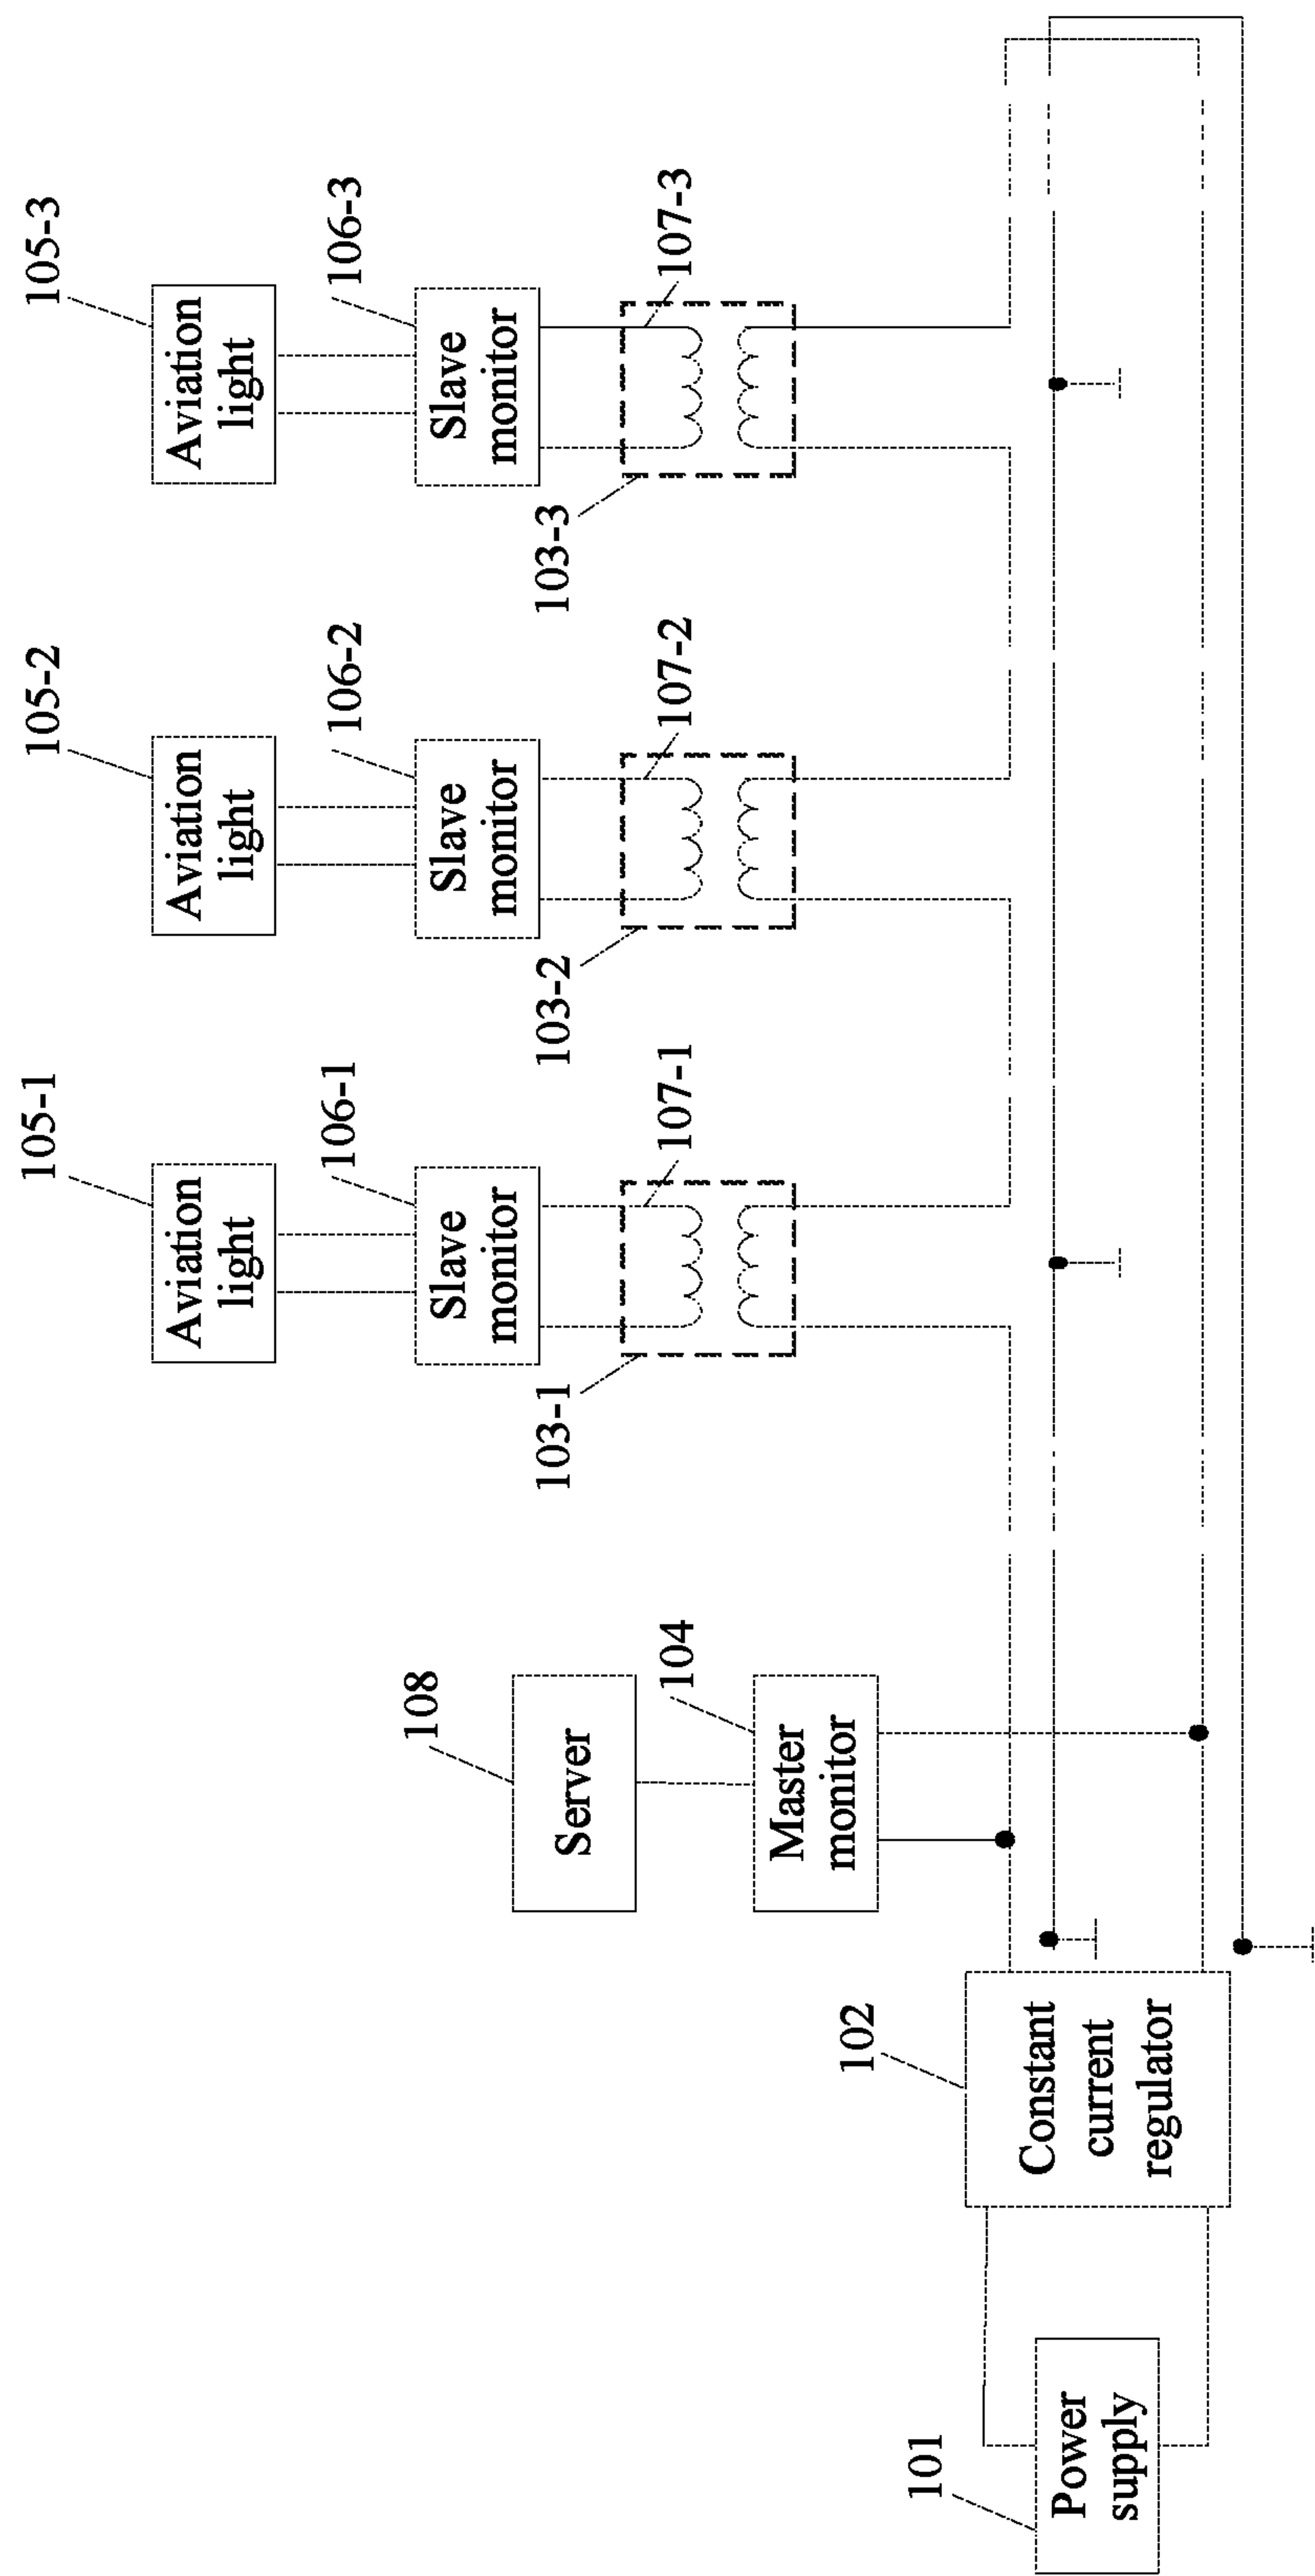 105-1
105-2
105-3
Aviation
light
Aviation
light
Aviation
light
106-1
106-2
106-3
108
Slave
monitor
Slave
monitor
Slave
monitor
Server
103-1
103-2
103-3
104
107-1
107-2
107-3
Master
monitor
102
101
Constant
current
regulator
Power
supply